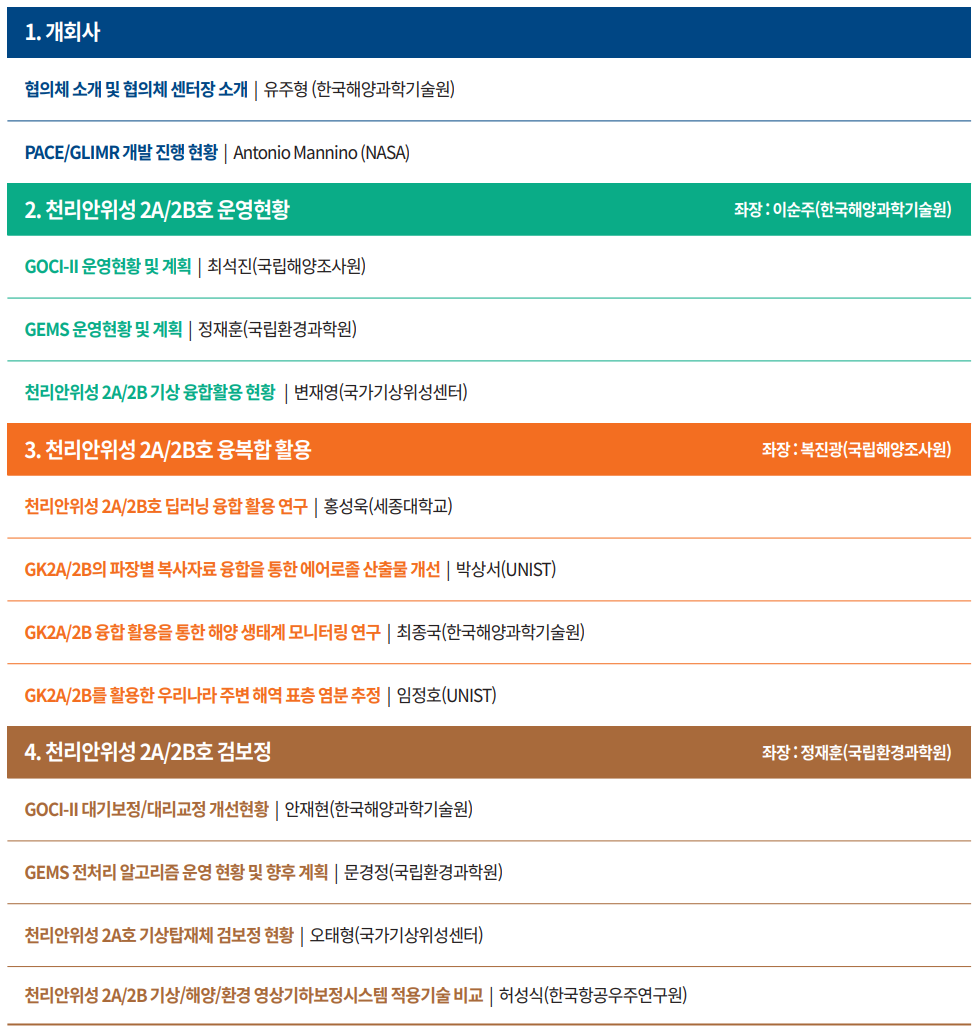 1. 개회사
협의체 소개 및 협의체 센터장 소개 | 유주형 (한국해양과학기술원)
PACE/GLIMR 개발 진행 현황 | Antonio Mannino (NASA)
2. 천리안위성 2A/2B호 운영현황 좌장 : 이순주(한국해양과학기술원)
GOCI-II 운영현황 및 계획 | 최석진(국립해양조사원)
GEMS 운영현황 및 계획 | 정재훈(국립환경과학원)
천리안위성 2A/2B 기상 융합활용 현황 | 변재영(국가기상위성센터)
3. 천리안위성 2A/2B호 융복합 활용 좌장 : 복진광(국립해양조사원)
천리안위성 2A/2B호 딥러닝 융합 활용 연구 | 홍성욱(세종대학교)
GK2A/2B의 파장별 복사자료 융합을 통한 에어로졸 산출물 개선 | 박상서(UNIST)
GK2A/2B 융합 활용을 통한 해양 생태계 모니터링 연구 | 최종국(한국해양과학기술원)
GK2A/2B를 활용한 우리나라 주변 해역 표층 염분 추정 | 임정호(UNIST)
4. 천리안위성 2A/2B호 검보정 좌장 : 정재훈(국립환경과학원)
GOCI-II 대기보정/대리교정 개선현황 | 안재현(한국해양과학기술원)
GEMS 전처리 알고리즘 운영 현황 및 향후 계획 | 문경정(국립환경과학원)
천리안위성 2A호 기상탑재체 검보정 현황 | 오태형(국가기상위성센터)
천리안위성 2A/2B 기상/해양/환경 영상기하보정시스템 적용기술 비교 | 허성식(한국항공우주연구원)